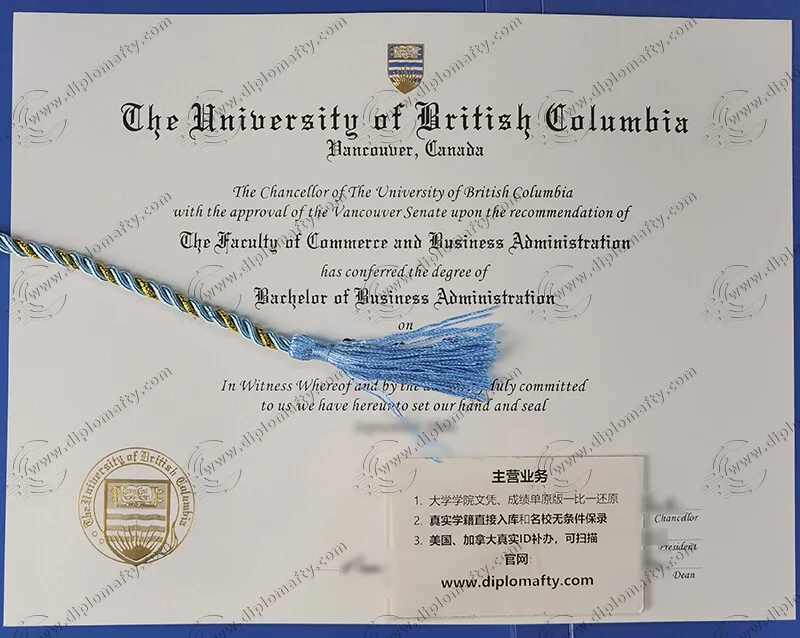 The University of British Columbia
Vancouver, Canada
The Chancellor of The University of British Columbia
with the approval of the Vancouver Senate upon the recommendation of
The Faculty of Commerce and Business Administration
has conferred the degree of
Bachelor of Business Administration
on
In Witness Whereof and by the duly committed
to us we have hereunto set our hand and seal
The University of British Columbia
主营业务
1. 大学学院文凭、成绩单原版一比一还原
2. 真实学籍直接入库和名校无条件保录
3. 美国、加拿大真实ID补办，可扫描
官网:
www.diplomafty.com
Chancellor
President
Dean
www.diplomafty.com